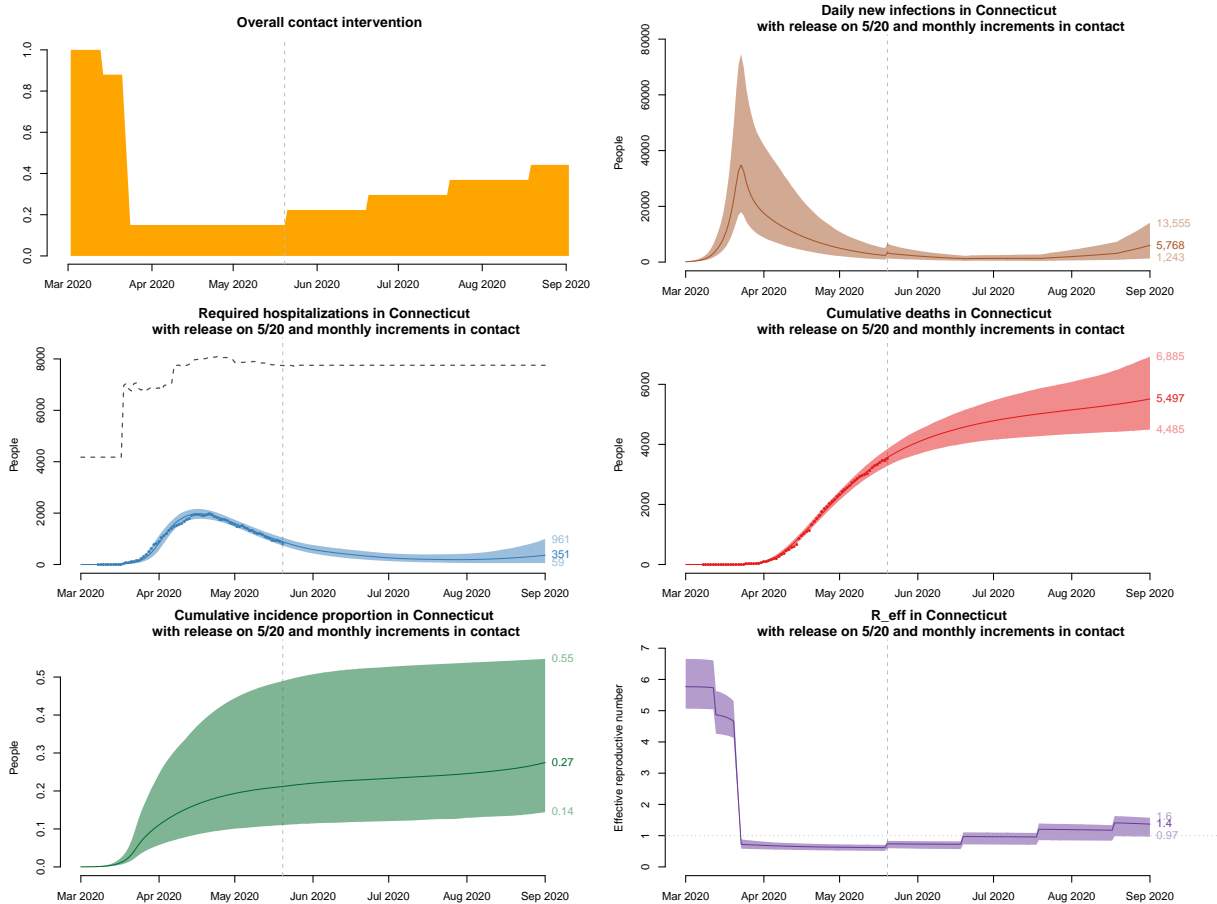 Overall contact intervention
1.0
0.8
0.6
0.4
0.2
0.0
Mar 2020 Apr 2020 May 2020 Jun 2020 Jul 2020 Aug 2020 Sep 2020
Daily new infections in Connecticut
with release on 5/20 and monthly increments in contact
People
80000
60000
40000
20000
0
13,555
5,768
1,243
Mar 2020 Apr 2020 May 2020 Jun 2020 Jul 2020 Aug 2020 Sep 2020
Required hospitalizations in Connecticut
with release on 5/20 and monthly increments in contact
People
8000
6000
4000
2000
0
961
351
59
Mar 2020 Apr 2020 May 2020 Jun 2020 Jul 2020 Aug 2020 Sep 2020
Cumulative deaths in Connecticut
with release on 5/20 and monthly increments in contact
People
6000
4000
2000
0
6,885
5,497
4,485
Mar 2020 Apr 2020 May 2020 Jun 2020 Jul 2020 Aug 2020 Sep 2020
Cumulative incidence proportion in Connecticut
with release on 5/20 and monthly increments in contact
People
0.5
0.4
0.3
0.2
0.1
0.0
0.55
0.27
0.14
Mar 2020 Apr 2020 May 2020 Jun 2020 Jul 2020 Aug 2020 Sep 2020
R_eff in Connecticut
with release on 5/20 and monthly increments in contact
Effective reproductive number
7
6
5
4
3
2
1
0
1.6
1.4
0.97
Mar 2020 Apr 2020 May 2020 Jun 2020 Jul 2020 Aug 2020 Sep 2020